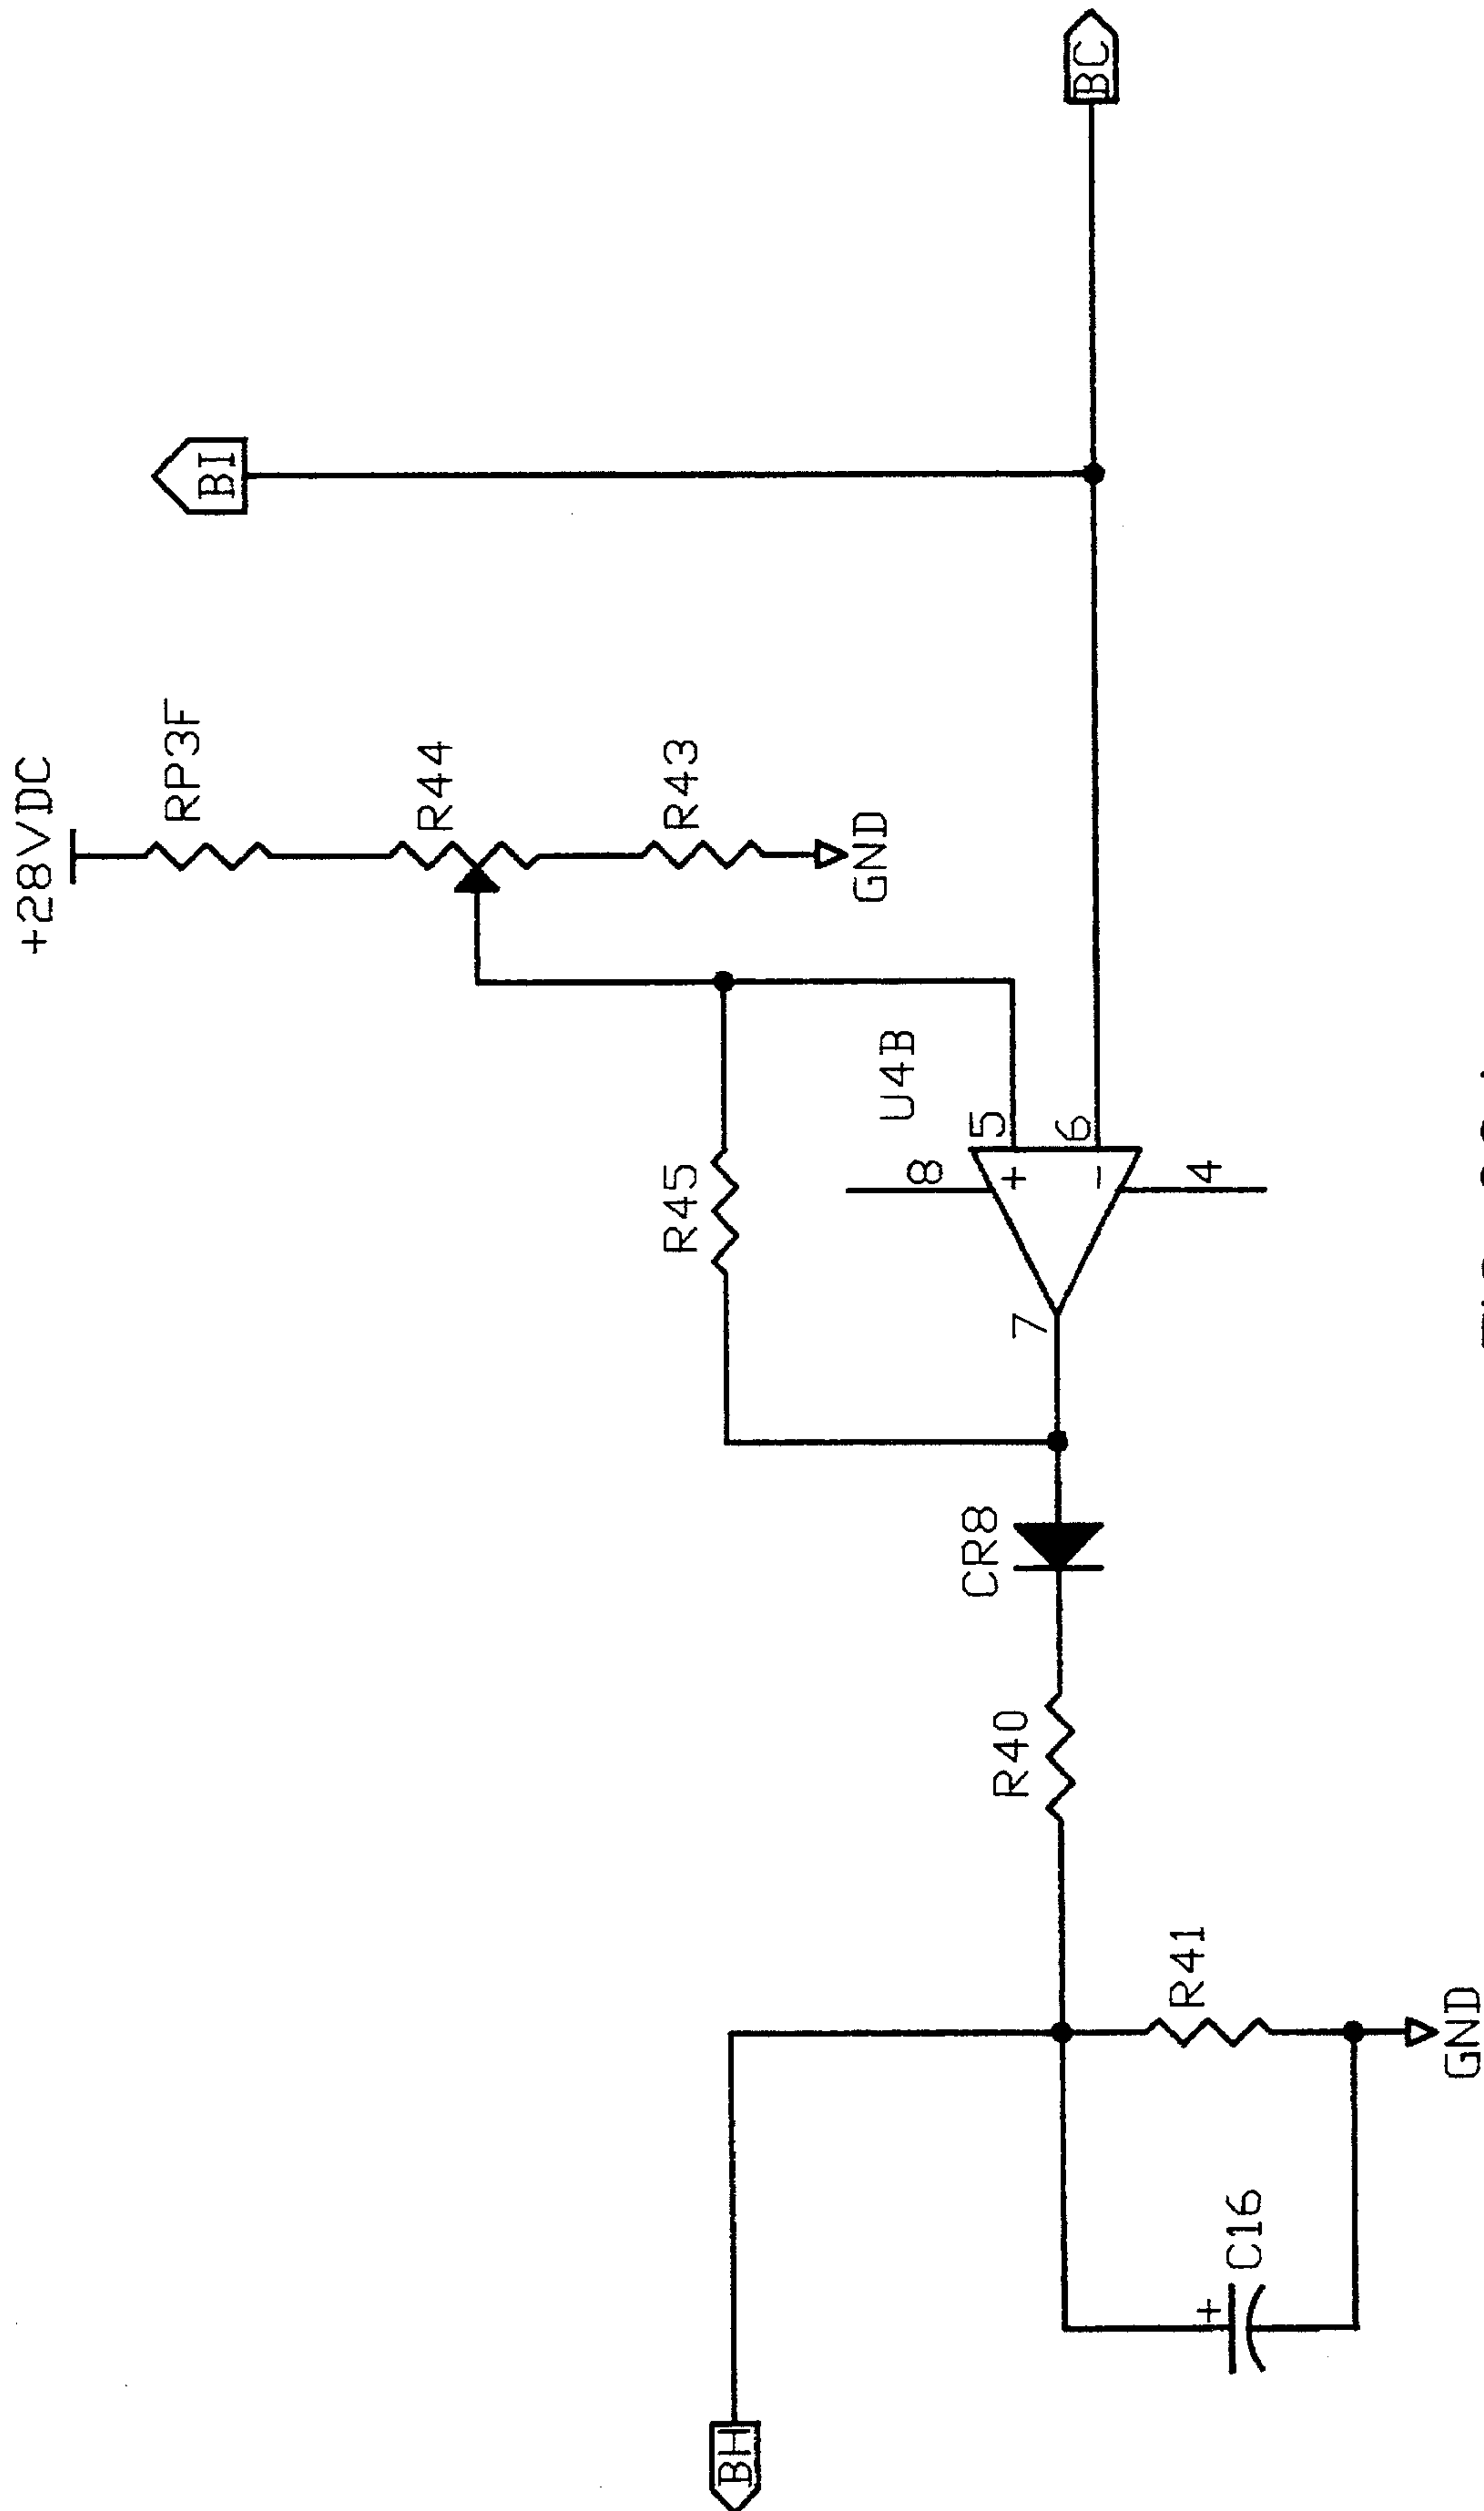 +28VDC
BC
BI
RP3F
R44
R43
GND
U4B
5
6
8
+
-
4
R45
7
CR8
R40
R41
GND
+
C16
BH